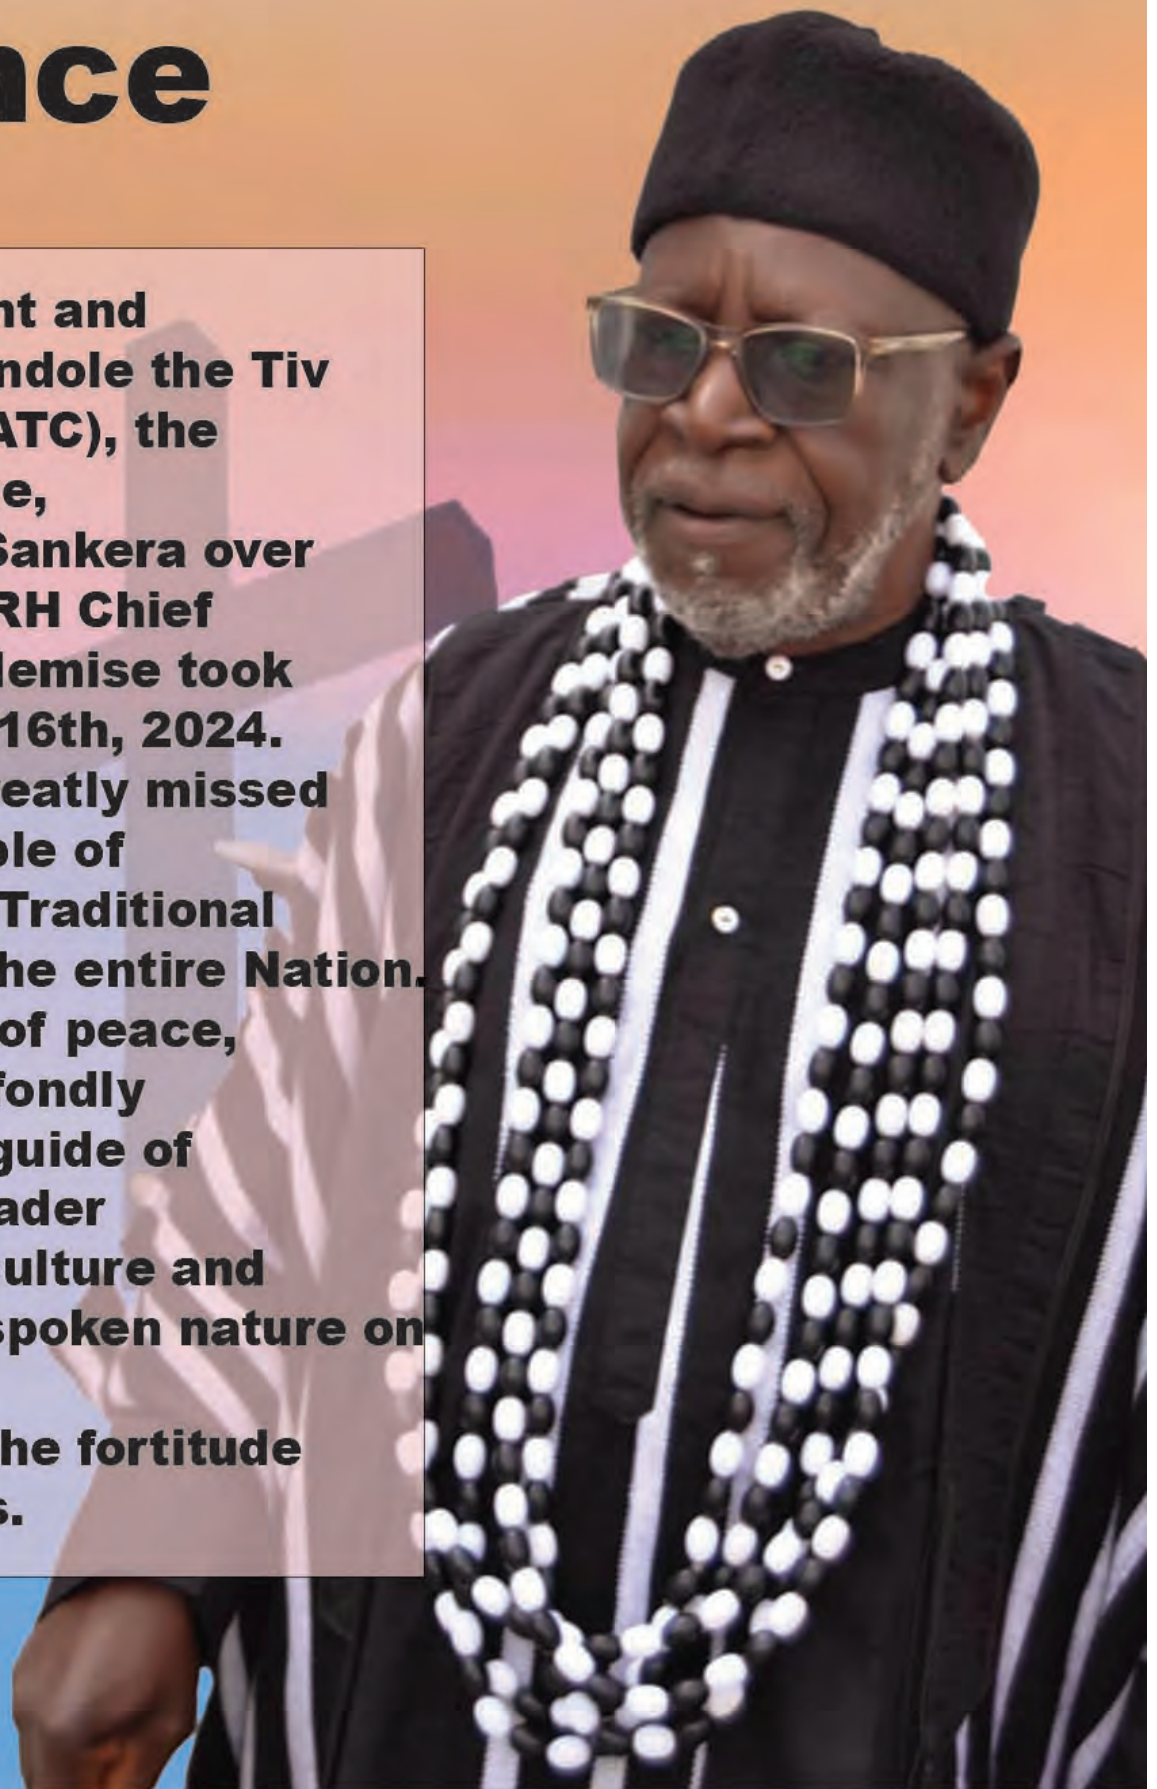 nce
nt and
ndole the Tiv
ATC), the
e,
Sankera over
RH Chief
demise took
16th, 2024.
eatly missed
ple of
Traditional
he entire Nation.
of peace,
fondly
guide of
ader
ulture and
spoken nature on
he fortitude
s.